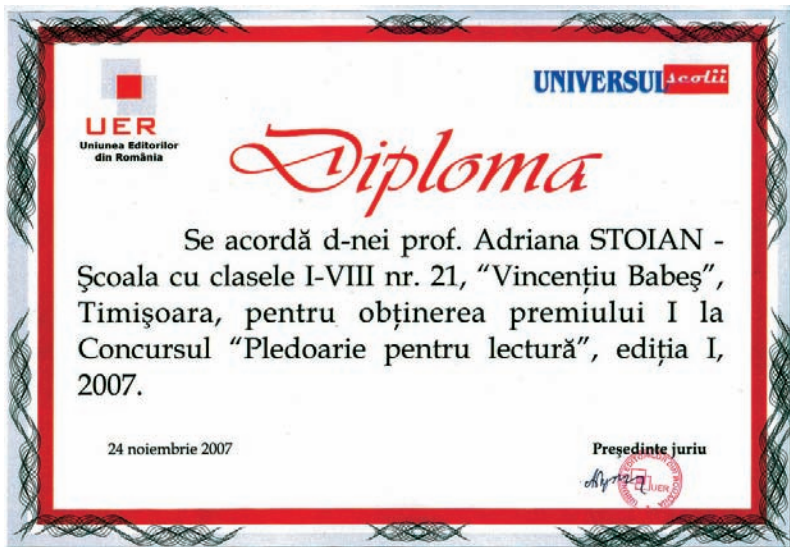 UER
Uniunea Editorilor
din România
UNIVERSUL școlii
Diploma
Se acordă d-nei prof. Adriana STOIAN -
Şcoala cu clasele I-VIII nr. 21, “Vincenţiu Babeş”,
Timişoara, pentru obţinerea premiului I la
Concursul “Pledoarie pentru lectură”, ediţia I,
2007.
24 noiembrie 2007
Preşedinte juriu
UER